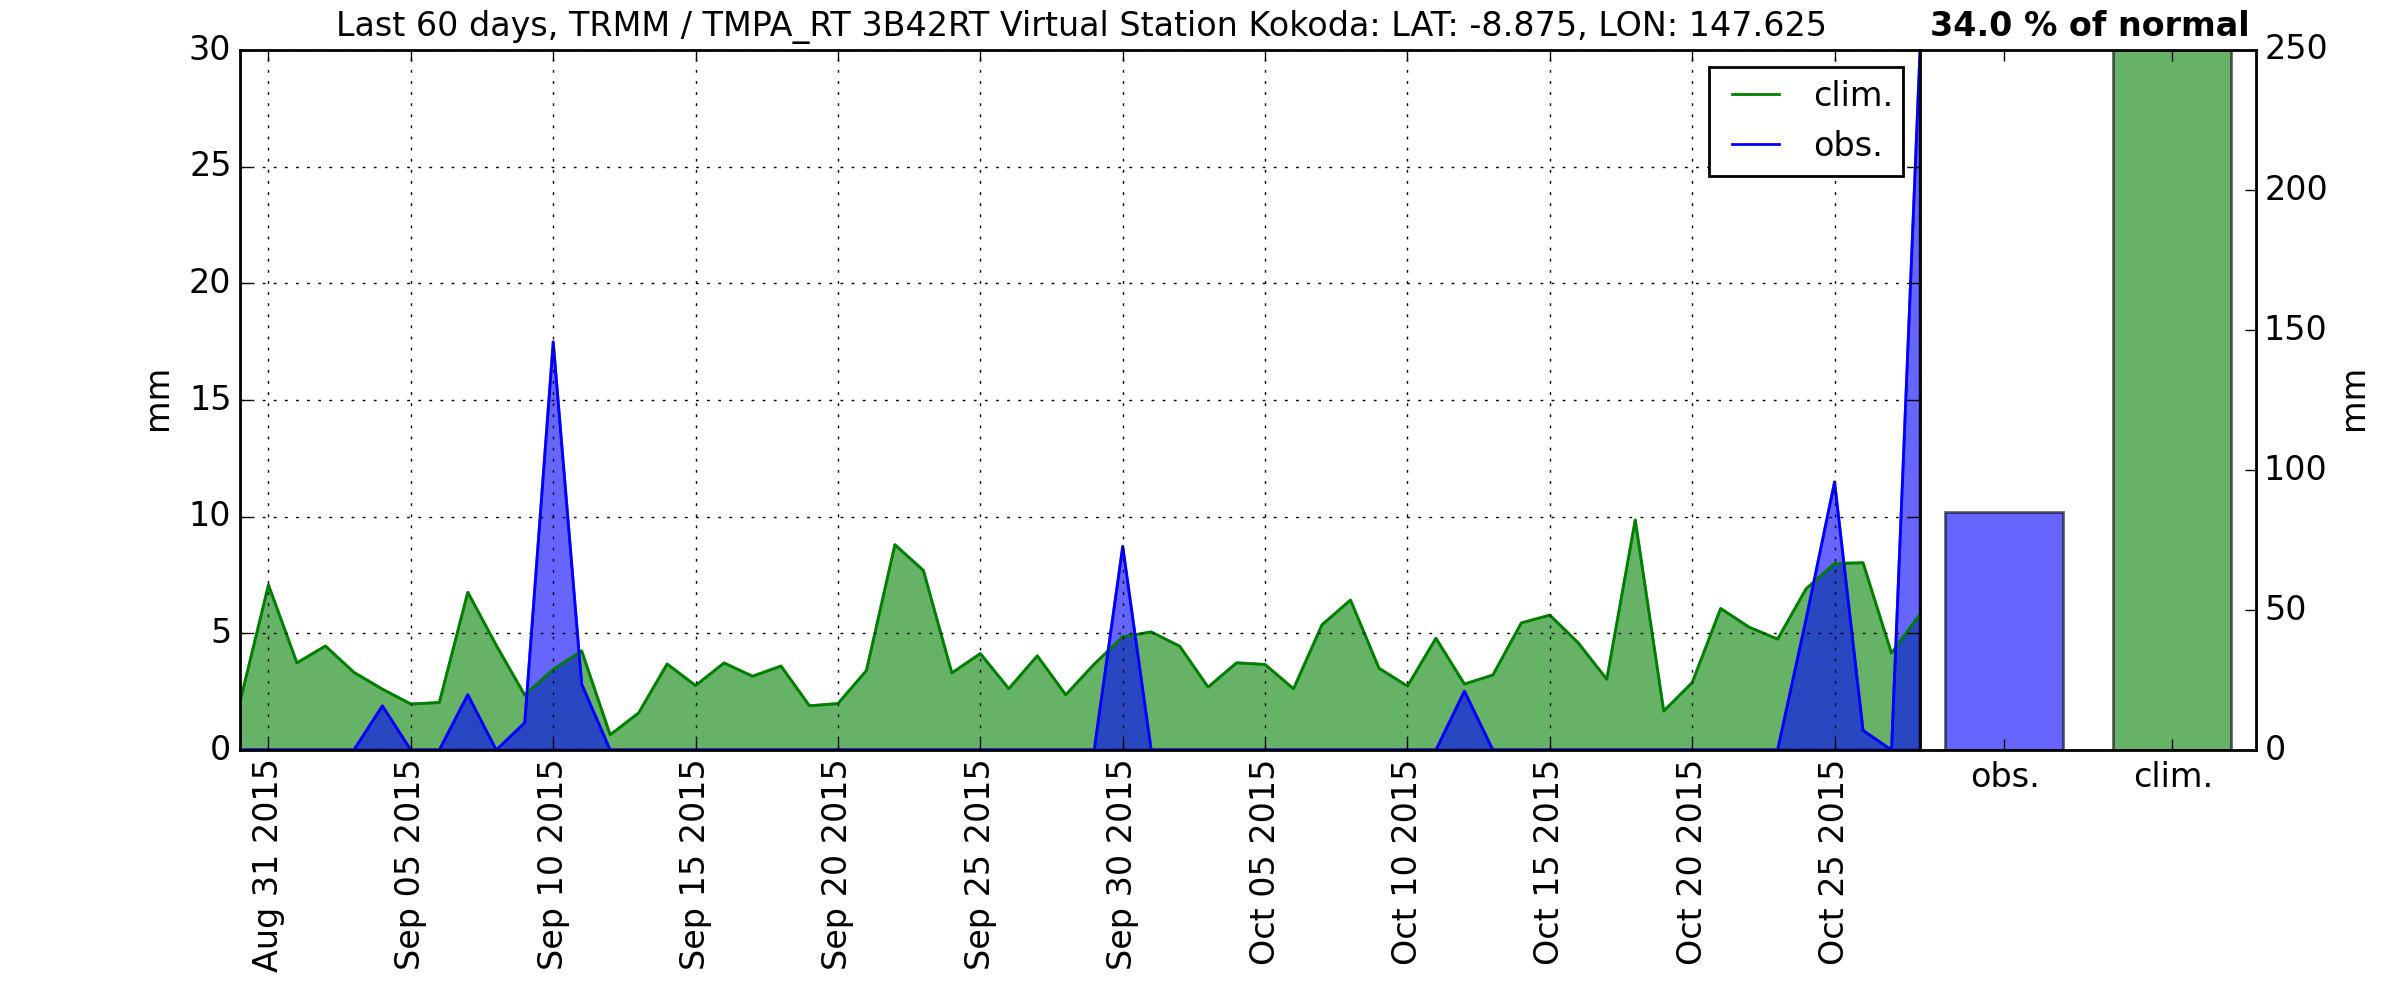 Last 60 days, TRMM / TMPA_RT 3B42RT Virtual Station Kokoda: LAT: -8.875, LON: 147.625
34.0 % of normal
30
25
20
15
10
5
0
mm
clim.
obs.
250
200
150
100
50
0
mm
obs.
clim.
Aug 31 2015
Sep 05 2015
Sep 10 2015
Sep 15 2015
Sep 20 2015
Sep 25 2015
Sep 30 2015
Oct 05 2015
Oct 10 2015
Oct 15 2015
Oct 20 2015
Oct 25 2015